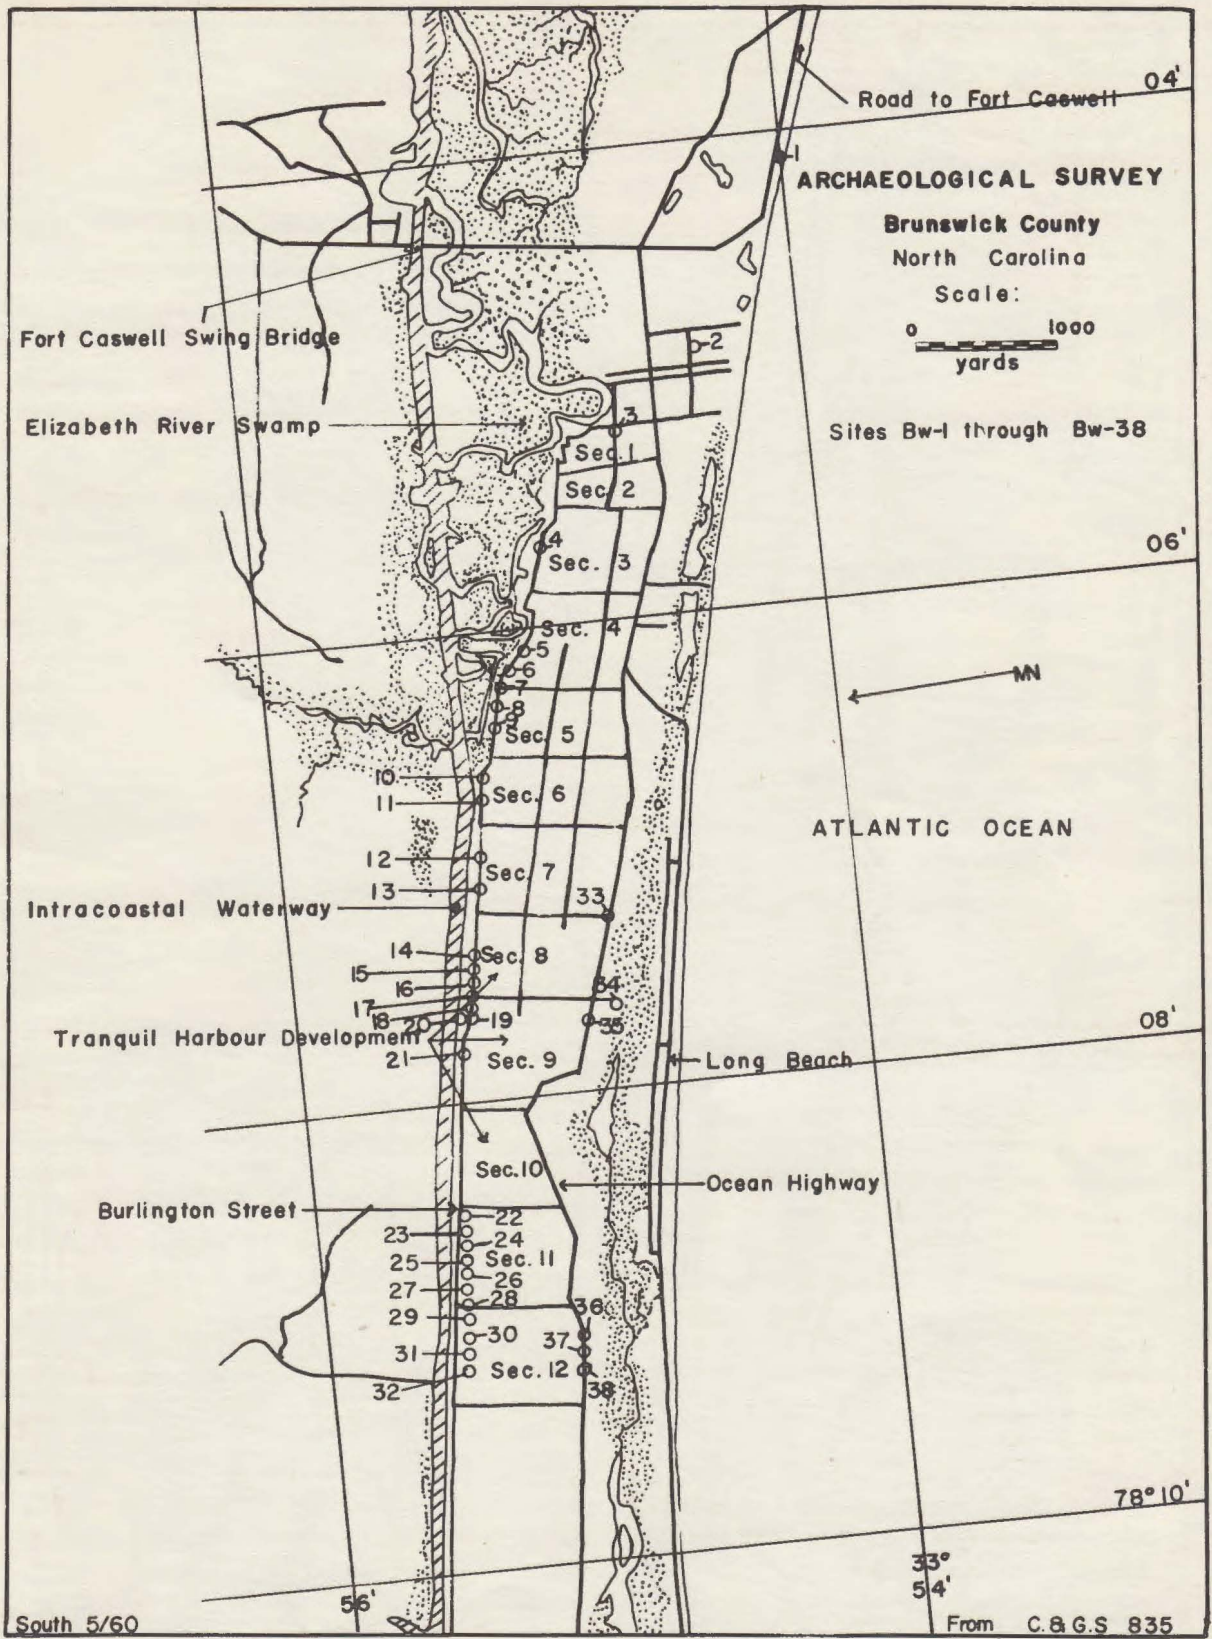 04'
Road to Fort Caswell
1
ARCHAEOLOGICAL SURVEY
Brunswick County
North Carolina
Scale:
0 1000
yards
Fort Caswell Swing Bridge
2
Elizabeth River Swamp
3
Sites Bw-1 through Bw-38
Sec. 1
Sec. 2
4
06'
Sec. 3
Sec. 4
5
6
MN
7
8
9
Sec. 5
10
Sec. 6
11
ATLANTIC OCEAN
12
Sec. 7
13
33
Intracoastal Waterway
14
Sec. 8
15
16
34
17
18
20
19
35
08'
Tranquil Harbour Development
21
Sec. 9
Long Beach
Sec. 10
Ocean Highway
Burlington Street
22
23
24
25
Sec. 11
26
27
28
36
29
30
37
31
Sec. 12
32
38
78° 10'
33°
54'
56'
South 5/60
From C. & G.S 835